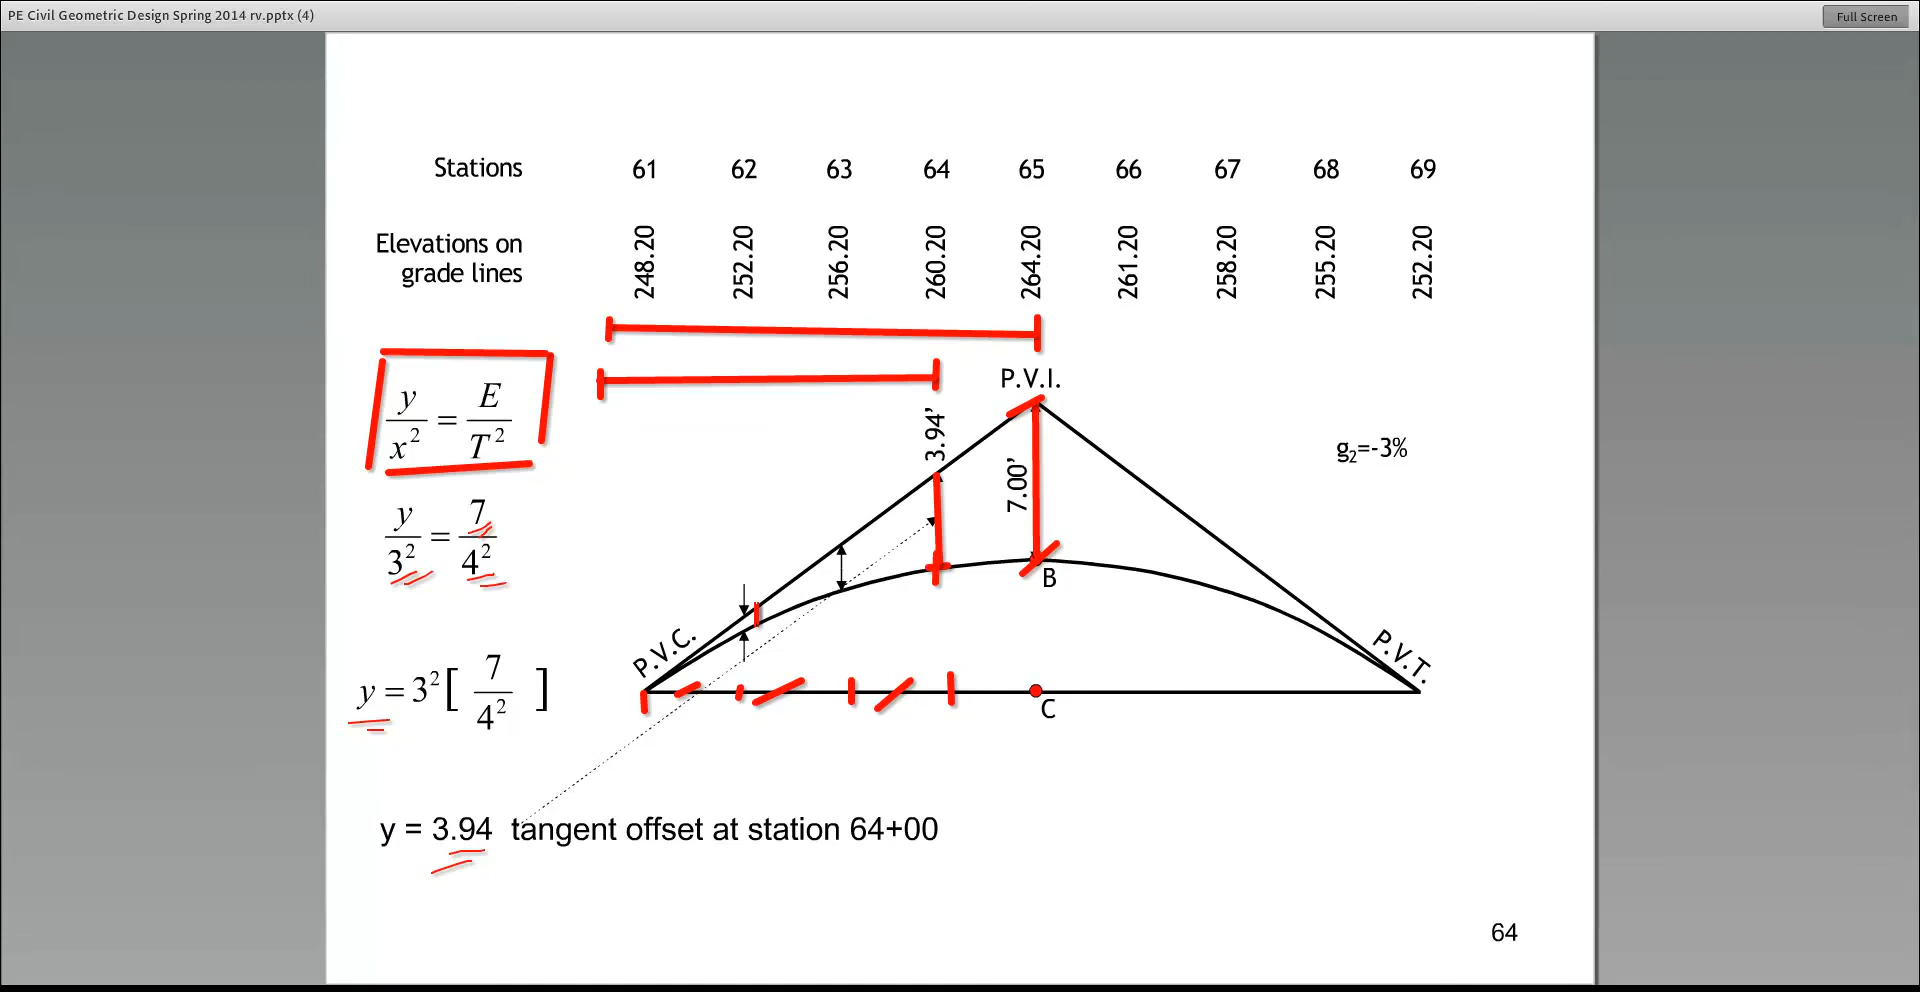 PE Civil Geometric Design Spring 2014 rv.pptx (4)
Full Screen
Stations 61 62 63 64 65 66 67 68 69
Elevations on
grade lines
248.20 252.20 256.20 260.20 264.20 261.20 258.20 255.20 252.20
y/x² = E/T²
P.V.I.
3.94’
7.00’
g₂=-3%
y/3² = 7/4²
B
P.V.C.
P.V.T.
y = 3² [ 7/4² ]
C
y = 3.94 tangent offset at station 64+00
64